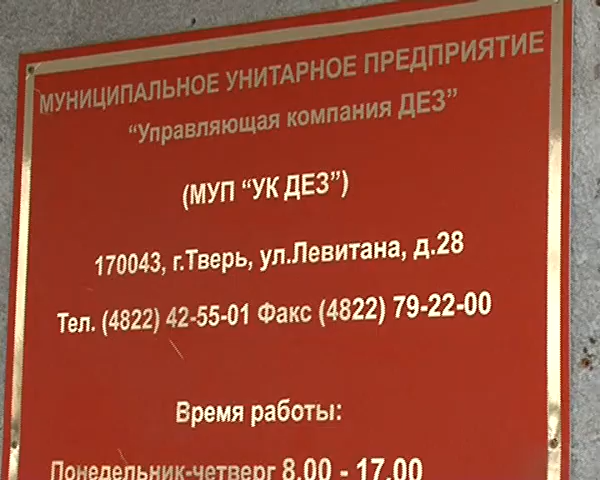 МУНИЦИПАЛЬНОЕ УНИТАРНОЕ ПРЕДПРИЯТИЕ
“Управляющая компания ДЕЗ”
(МУП “УК ДЕЗ”)
170043, г.Тверь, ул.Левитана, д.28
Тел. (4822) 42-55-01 Факс (4822) 79-22-00
Время работы:
Понедельник-четверг 8.00 - 17.00